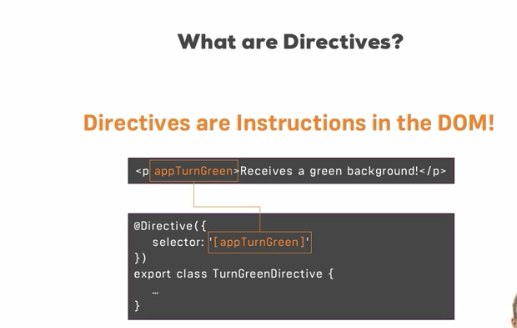 What are Directives?
Directives are Instructions in the DOM!
<p appTurnGreen>Receives a green background!</p>
@Directive({
selector: '[appTurnGreen]'
})
export class TurnGreenDirective {
…
}